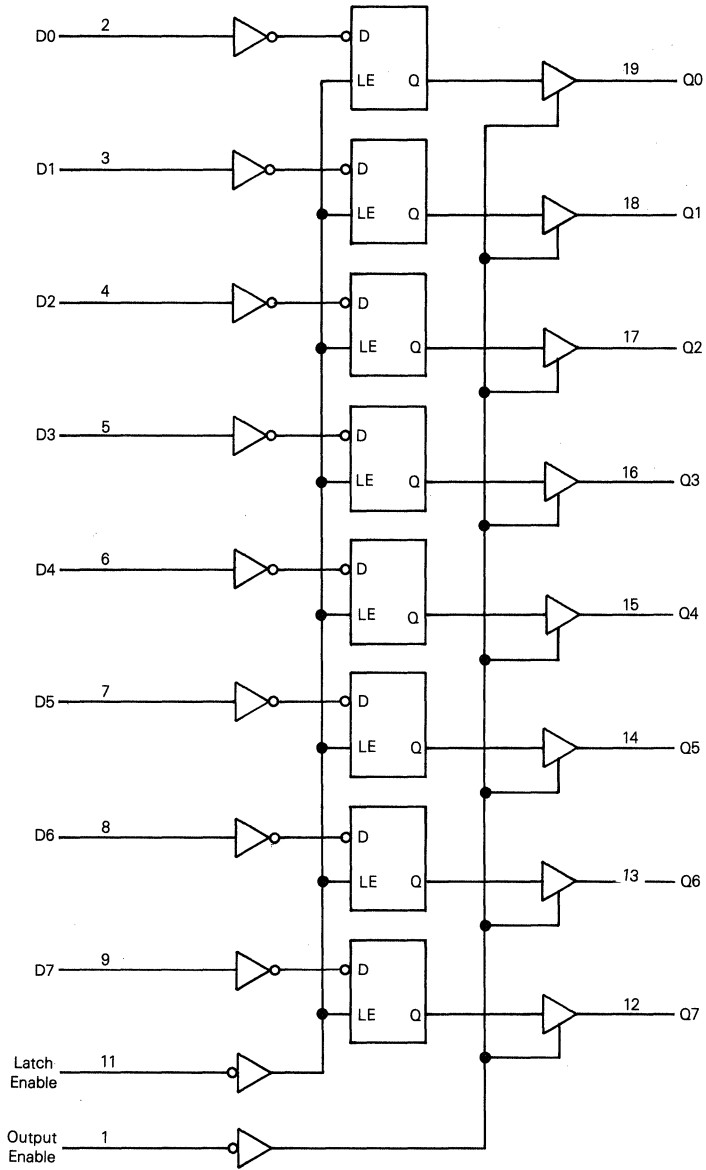 D0 2 D
LE Q 19 Q0
D1 3 D
LE Q 18 Q1
D2 4 D
LE Q 17 Q2
D3 5 D
LE Q 16 Q3
D4 6 D
LE Q 15 Q4
D5 7 D
LE Q 14 Q5
D6 8 D
LE Q 13 Q6
D7 9 D
LE Q 12 Q7
Latch
Enable 11
Output
Enable 1